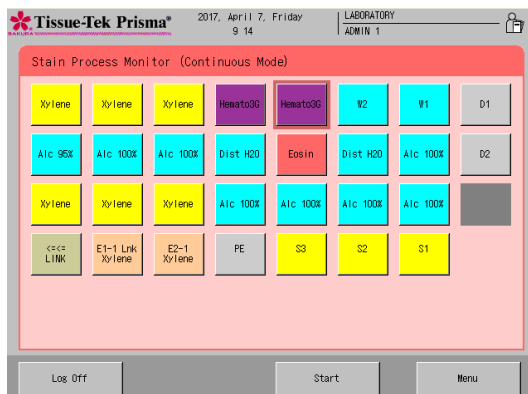 SAKURA Tissue-Tek Prisma®
2017, April 7, Friday
9 14
LABORATORY
ADMIN 1
Stain Process Monitor (Continuous Mode)
Xylene Xylene Xylene Hemato3G Hemato3G W2 W1 D1
Alc 95% Alc 100% Alc 100% Dist H2O Eosin Dist H2O Alc 100% D2
Xylene Xylene Xylene Alc 100% Alc 100% Alc 100% Alc 100%
<=<= LINK E1-1 Lnk Xylene E2-1 Xylene PE S3 S2 S1
Log Off Start Menu